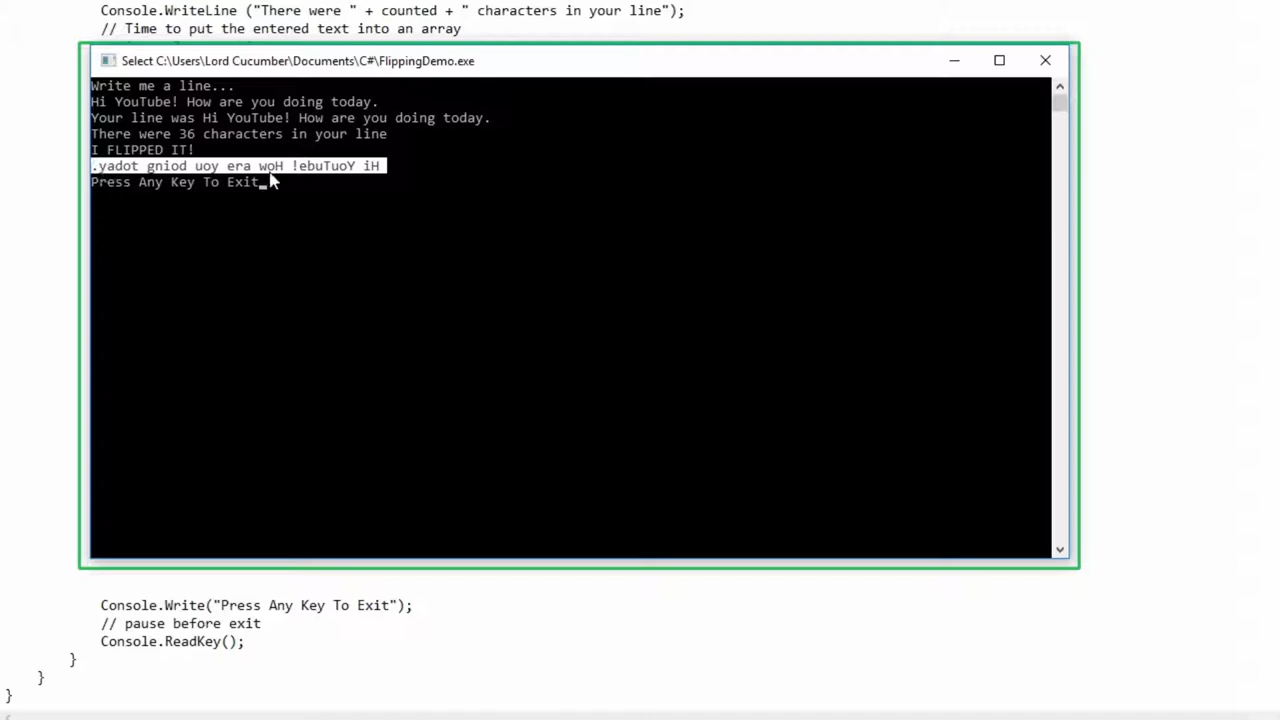 Console.WriteLine ("There were " + counted + " characters in your line");
// Time to put the entered text into an array
Select C:\Users\Lord Cucumber\Documents\C#\FlippingDemo.exe
Write me a line...
Hi YouTube! How are you doing today.
Your line was Hi YouTube! How are you doing today.
There were 36 characters in your line
I FLIPPED IT!
.yadot gniod uoy era woH !ebuTuoY iH
Press Any Key To Exit
Console.Write("Press Any Key To Exit");
// pause before exit
Console.ReadKey();
}
}
}